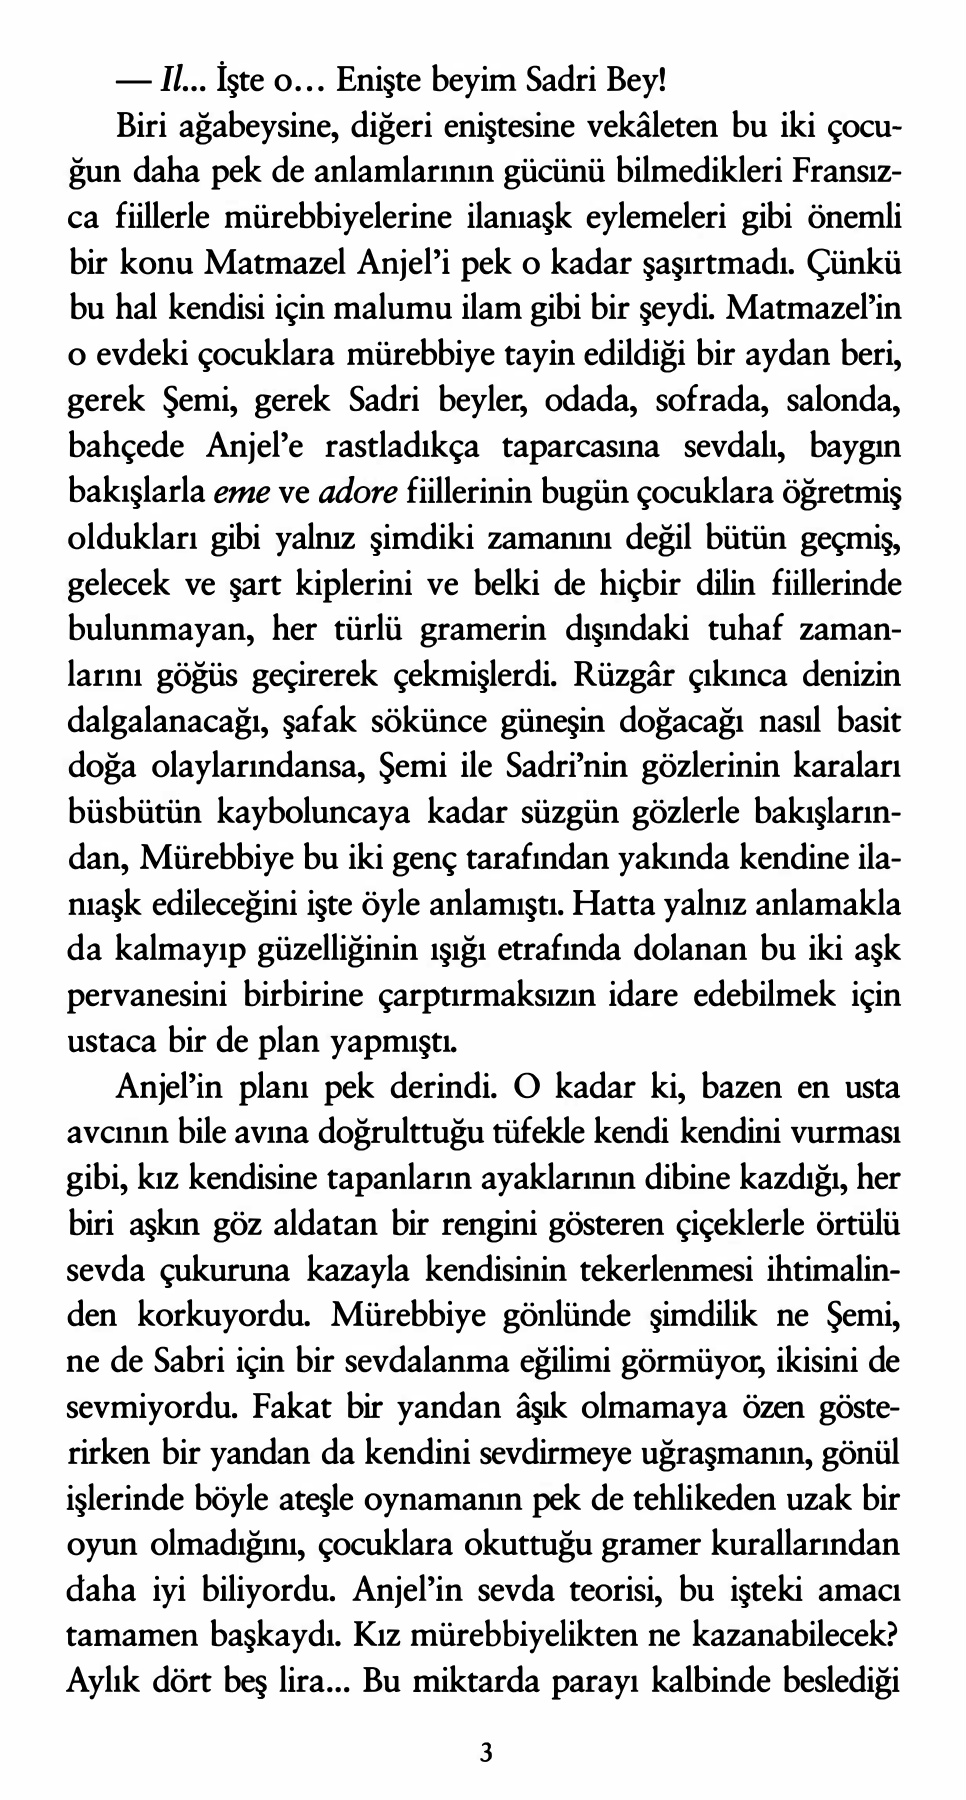 — Il... İşte o... Enişte beyim Sadri Bey!
Biri ağabeysine, diğeri eniştesine vekâleten bu iki çocu-
ğun daha pek de anlamlarının gücünü bilmedikleri Fransız-
ca fiillerle mürebbiyelerine ilanıaşk eylemeleri gibi önemli
bir konu Matmazel Anjel’i pek o kadar şaşırtmadı. Çünkü
bu hal kendisi için malumu ilam gibi bir şeydi. Matmazel’in
o evdeki çocuklara mürebbiye tayin edildiği bir aydan beri,
gerek Şemi, gerek Sadri beyler, odada, sofrada, salonda,
bahçede Anjel’e rastladıkça taparcasına sevdalı, baygın
bakışlarla eme ve adore fiillerinin bugün çocuklara öğretmiş
oldukları gibi yalnız şimdiki zamanını değil bütün geçmiş,
gelecek ve şart kiplerini ve belki de hiçbir dilin fiillerinde
bulunmayan, her türlü gramerin dışındaki tuhaf zaman-
larını göğüs geçirerek çekmişlerdi. Rüzgâr çıkınca denizin
dalgalanacağı, şafak sökünce güneşin doğacağı nasıl basit
doğa olaylarındansa, Şemi ile Sadri’nin gözlerinin karaları
büsbütün kayboluncaya kadar süzgün gözlerle bakışların-
dan, Mürebbiye bu iki genç tarafından yakında kendine ila-
nıaşk edileceğini işte öyle anlamıştı. Hatta yalnız anlamakla
da kalmayıp güzelliğinin ışığı etrafında dolanan bu iki aşk
pervanesini birbirine çarptırmaksızın idare edebilmek için
ustaca bir de plan yapmıştı.
Anjel’in planı pek derindi. O kadar ki, bazen en usta
avcının bile avına doğrulttuğu tüfekle kendi kendini vurması
gibi, kız kendisine tapanların ayaklarının dibine kazdığı, her
biri aşkın göz aldatan bir rengini gösteren çiçeklerle örtülü
sevda çukuruna kazayla kendisinin tekerlenmesi ihtimalin-
den korkuyordu. Mürebbiye gönlünde şimdilik ne Şemi,
ne de Sabri için bir sevdalanma eğilimi görmüyor, ikisini de
sevmiyordu. Fakat bir yandan âşık olmamaya özen göste-
rirken bir yandan da kendini sevdirmeye uğraşmanın, gönül
işlerinde böyle ateşle oynamanın pek de tehlikeden uzak bir
oyun olmadığını, çocuklara okuttuğu gramer kurallarından
daha iyi biliyordu. Anjel’in sevda teorisi, bu işteki amacı
tamamen başkaydı. Kız mürebbiyelikten ne kazanabilecek?
Aylık dört beş lira... Bu miktarda parayı kalbinde beslediği
3